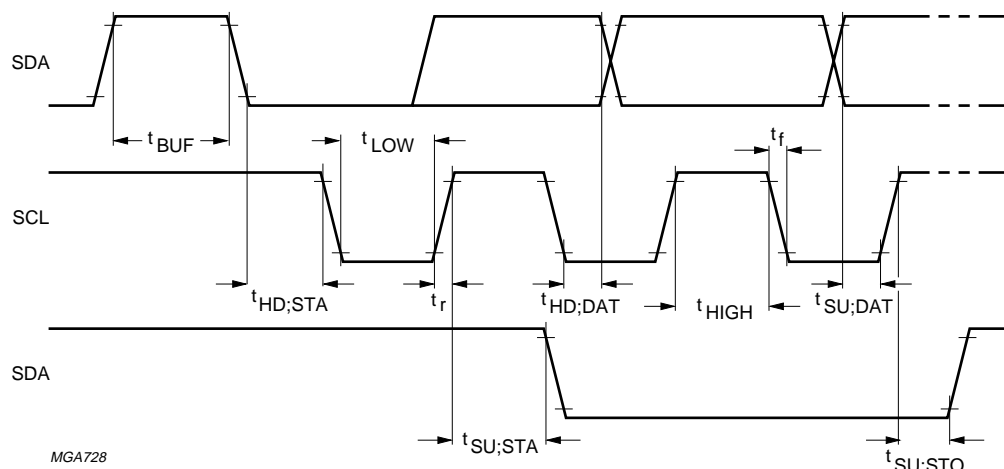 SDA
t BUF
t LOW
t f
SCL
t HD;STA
t r
t HD;DAT
t HIGH
t SU;DAT
SDA
t SU;STA
MGA728
t SU;STO